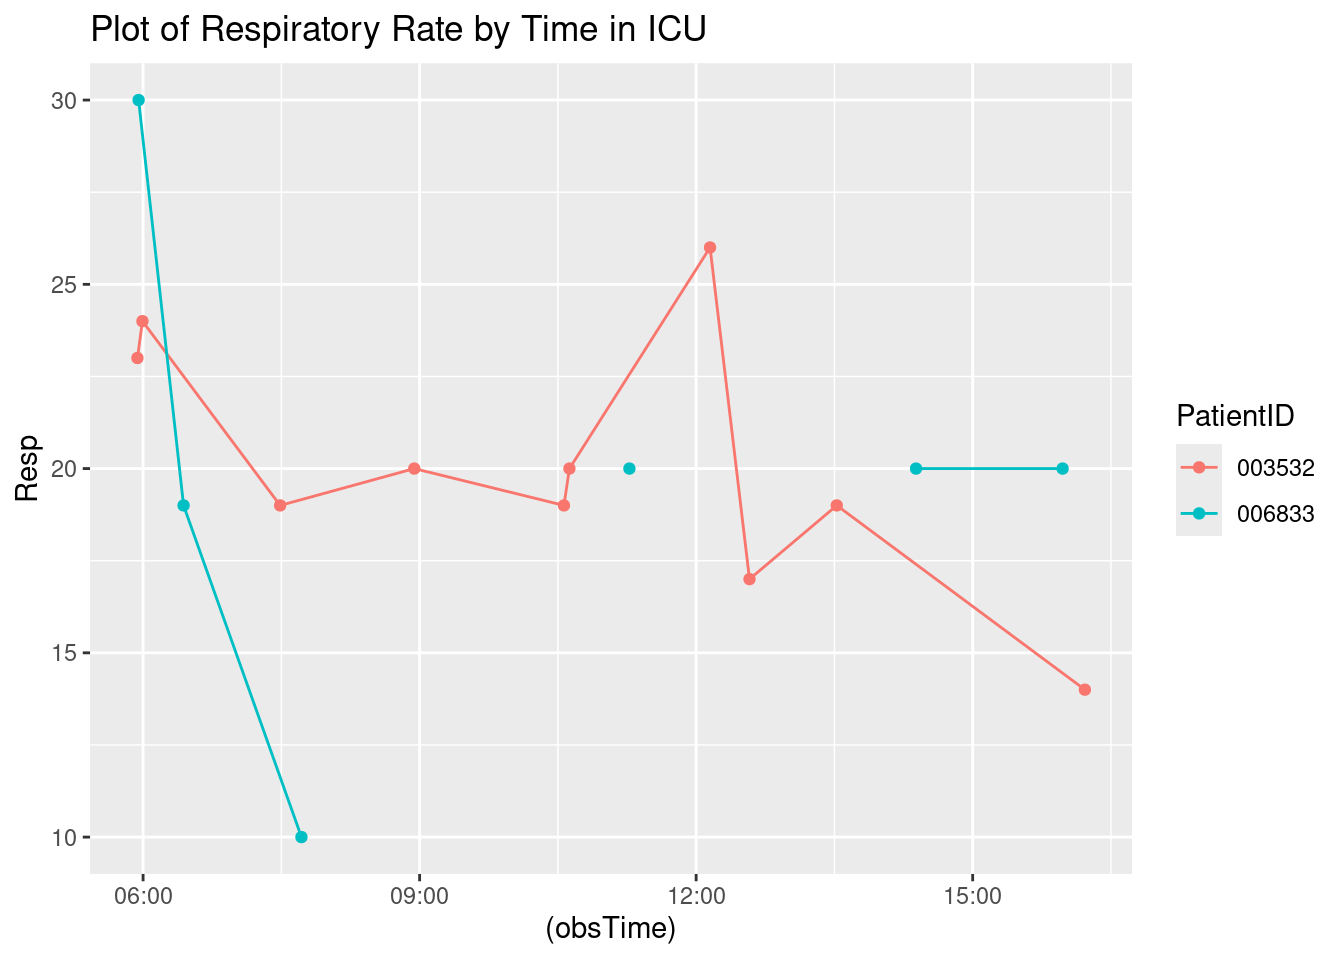 Plot of Respiratory Rate by Time in ICU
30
25
20
15
10
Resp
06:00 09:00 12:00 15:00
(obsTime)
PatientID
003532
006833